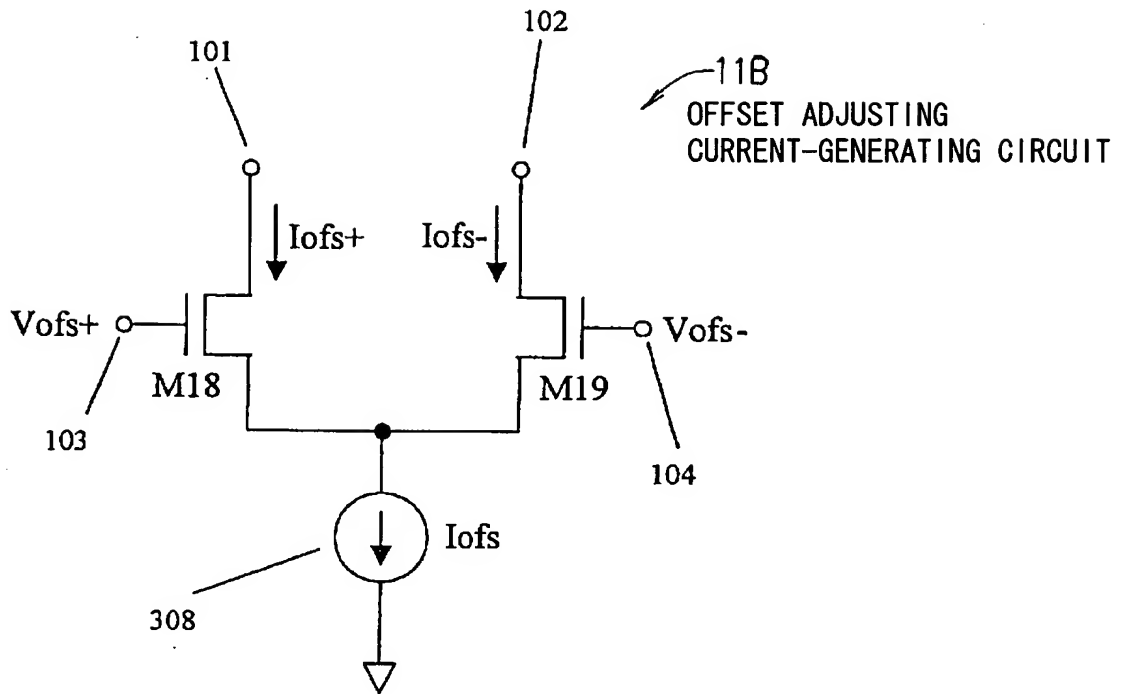 101
102
11B
OFFSET ADJUSTING
CURRENT-GENERATING CIRCUIT
Iofs+
Iofs-
Vofs+
Vofs-
M18
M19
103
104
Iofs
308